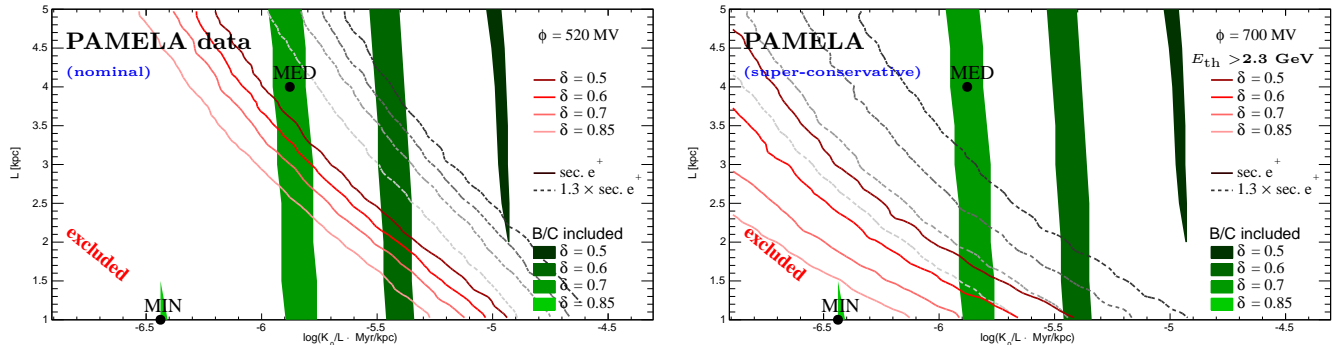 PAMELA data
(nominal)
MED
MIN
excluded
ϕ = 520 MV
δ = 0.5
δ = 0.6
δ = 0.7
δ = 0.85
sec. e+
1.3 × sec. e+
B/C included
δ = 0.5
δ = 0.6
δ = 0.7
δ = 0.85
L [kpc]
5
4.5
4
3.5
3
2.5
2
1.5
1
-6.5
-6
-5.5
-5
-4.5
log(K₀/L · Myr/kpc)
PAMELA
(super-conservative)
MED
MIN
excluded
ϕ = 700 MV
Eth >2.3 GeV
δ = 0.5
δ = 0.6
δ = 0.7
δ = 0.85
sec. e+
1.3 × sec. e+
B/C included
δ = 0.5
δ = 0.6
δ = 0.7
δ = 0.85
L [kpc]
5
4.5
4
3.5
3
2.5
2
1.5
1
-6.5
-6
-5.5
-5
-4.5
log(K₀/L · Myr/kpc)